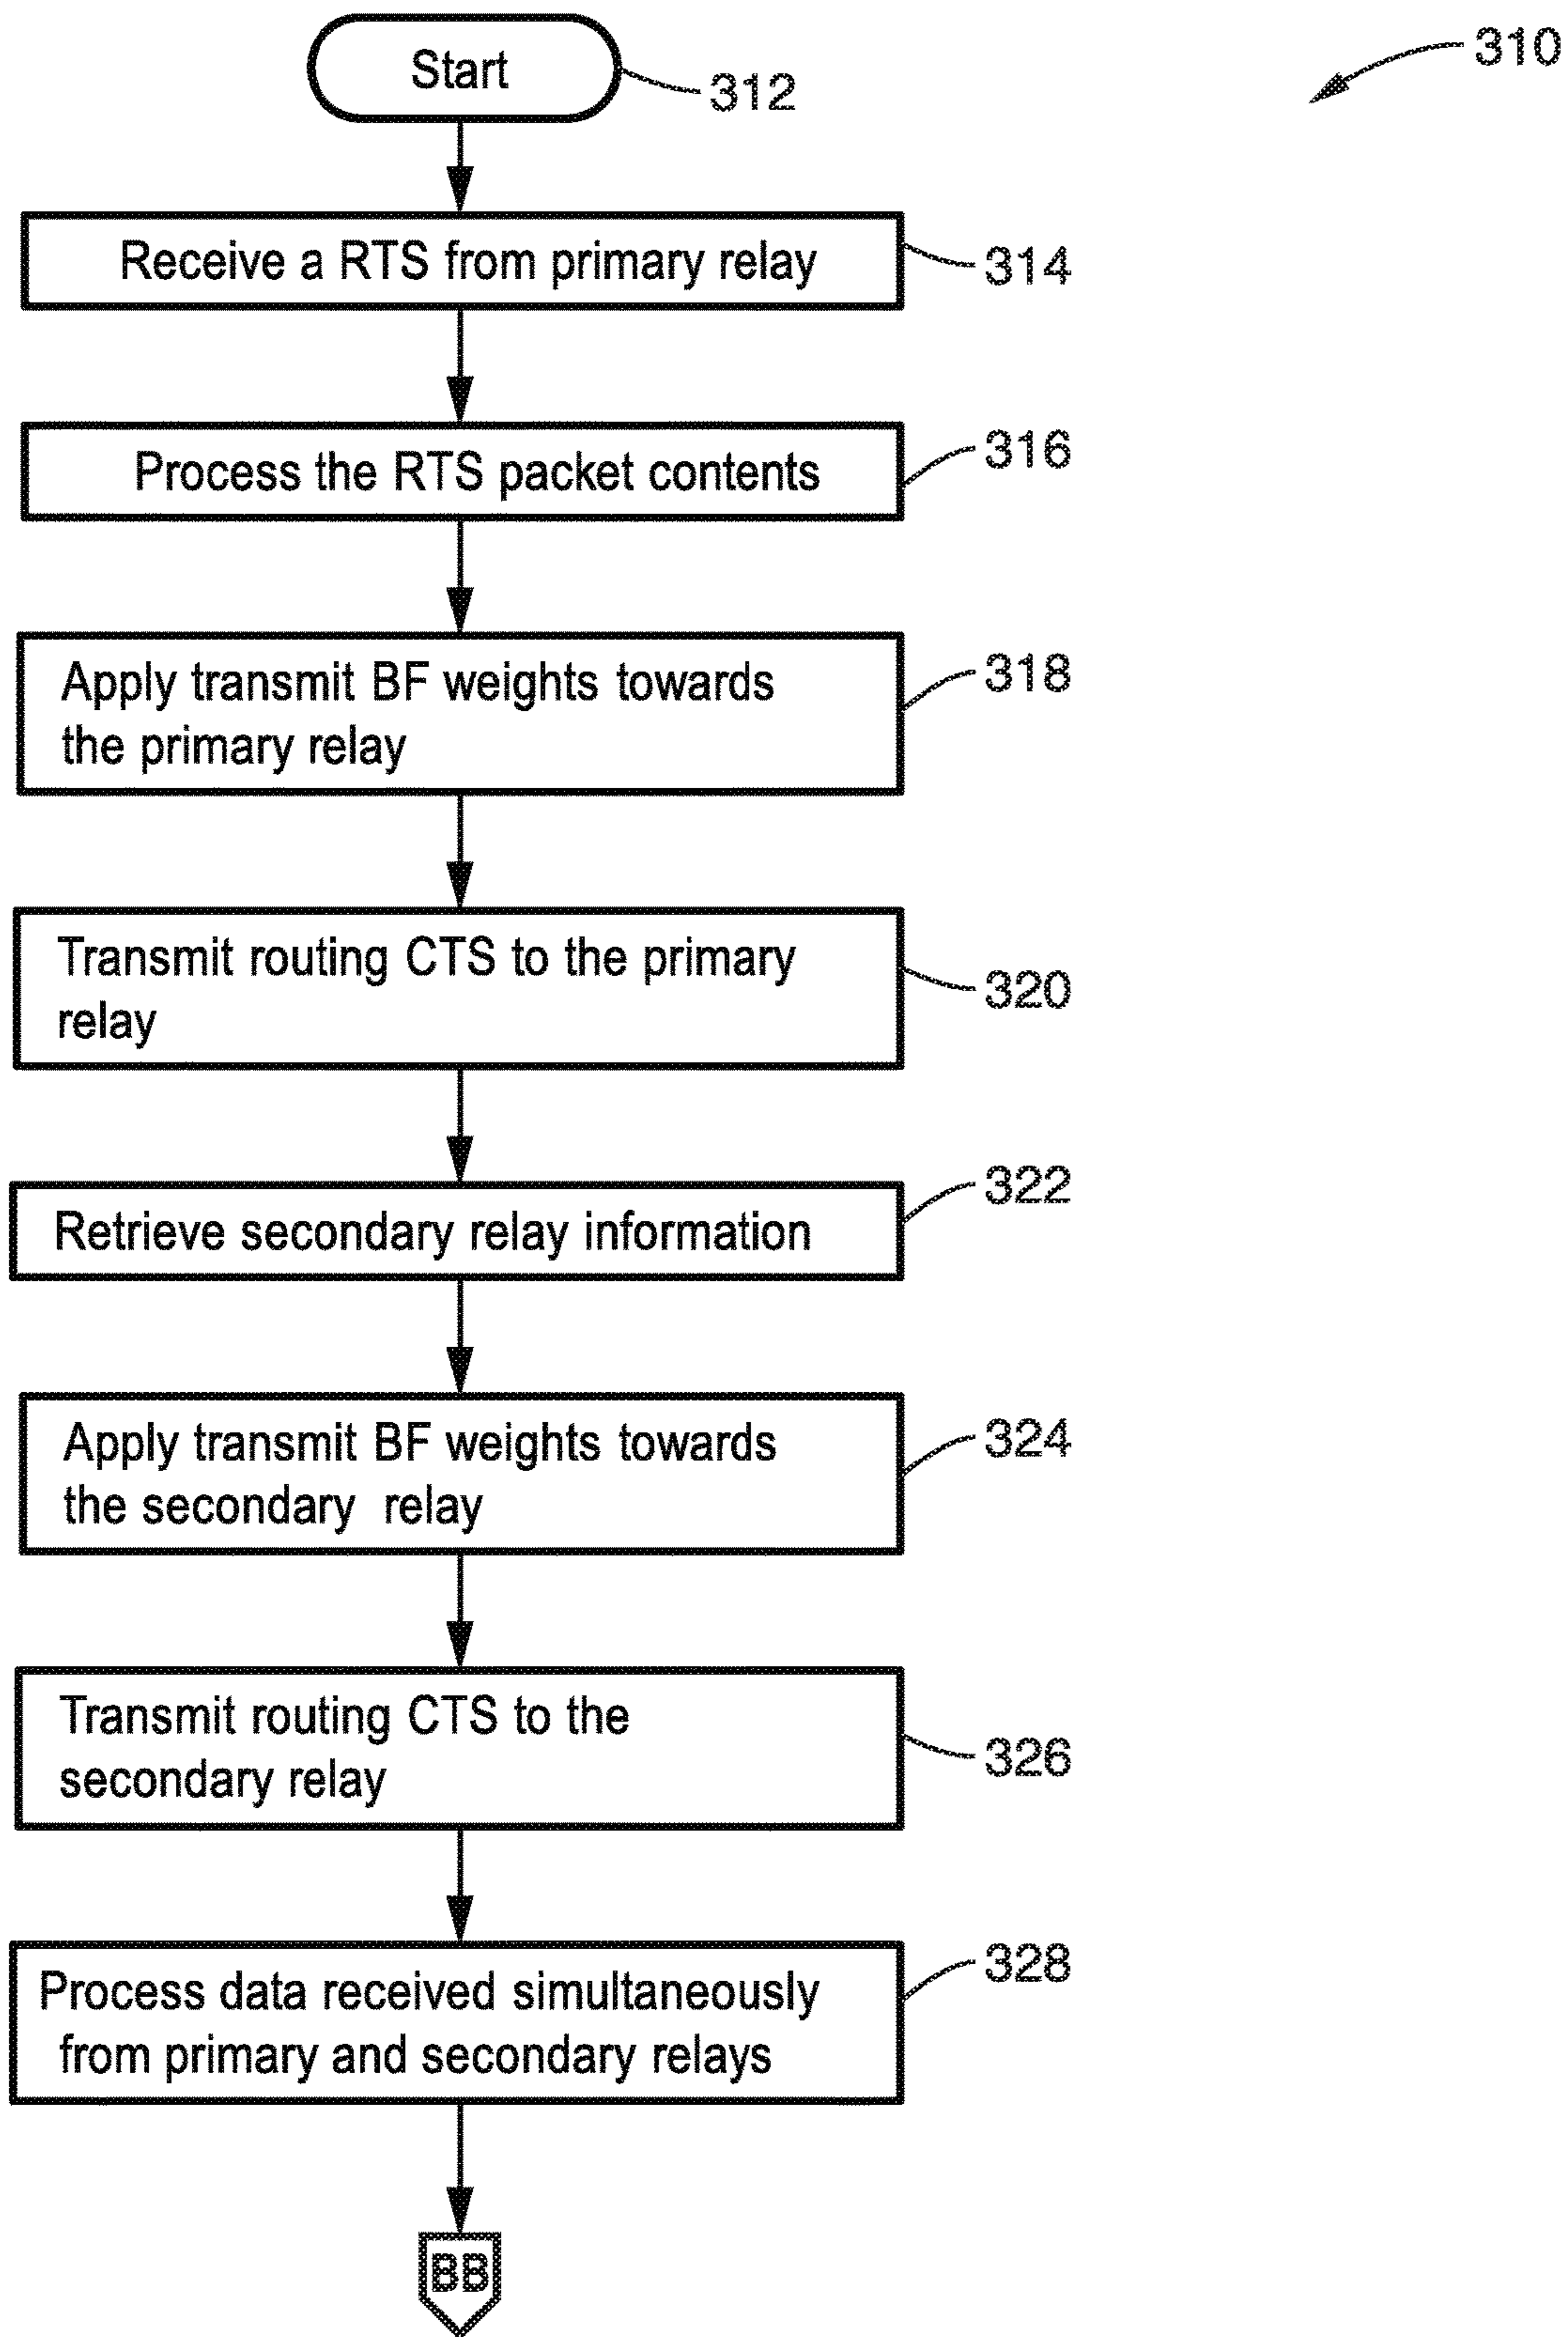 Start
312
310
Receive a RTS from primary relay
314
Process the RTS packet contents
316
Apply transmit BF weights towards
the primary relay
318
Transmit routing CTS to the primary
relay
320
Retrieve secondary relay information
322
Apply transmit BF weights towards
the secondary relay
324
Transmit routing CTS to the
secondary relay
326
Process data received simultaneously
from primary and secondary relays
328
BB